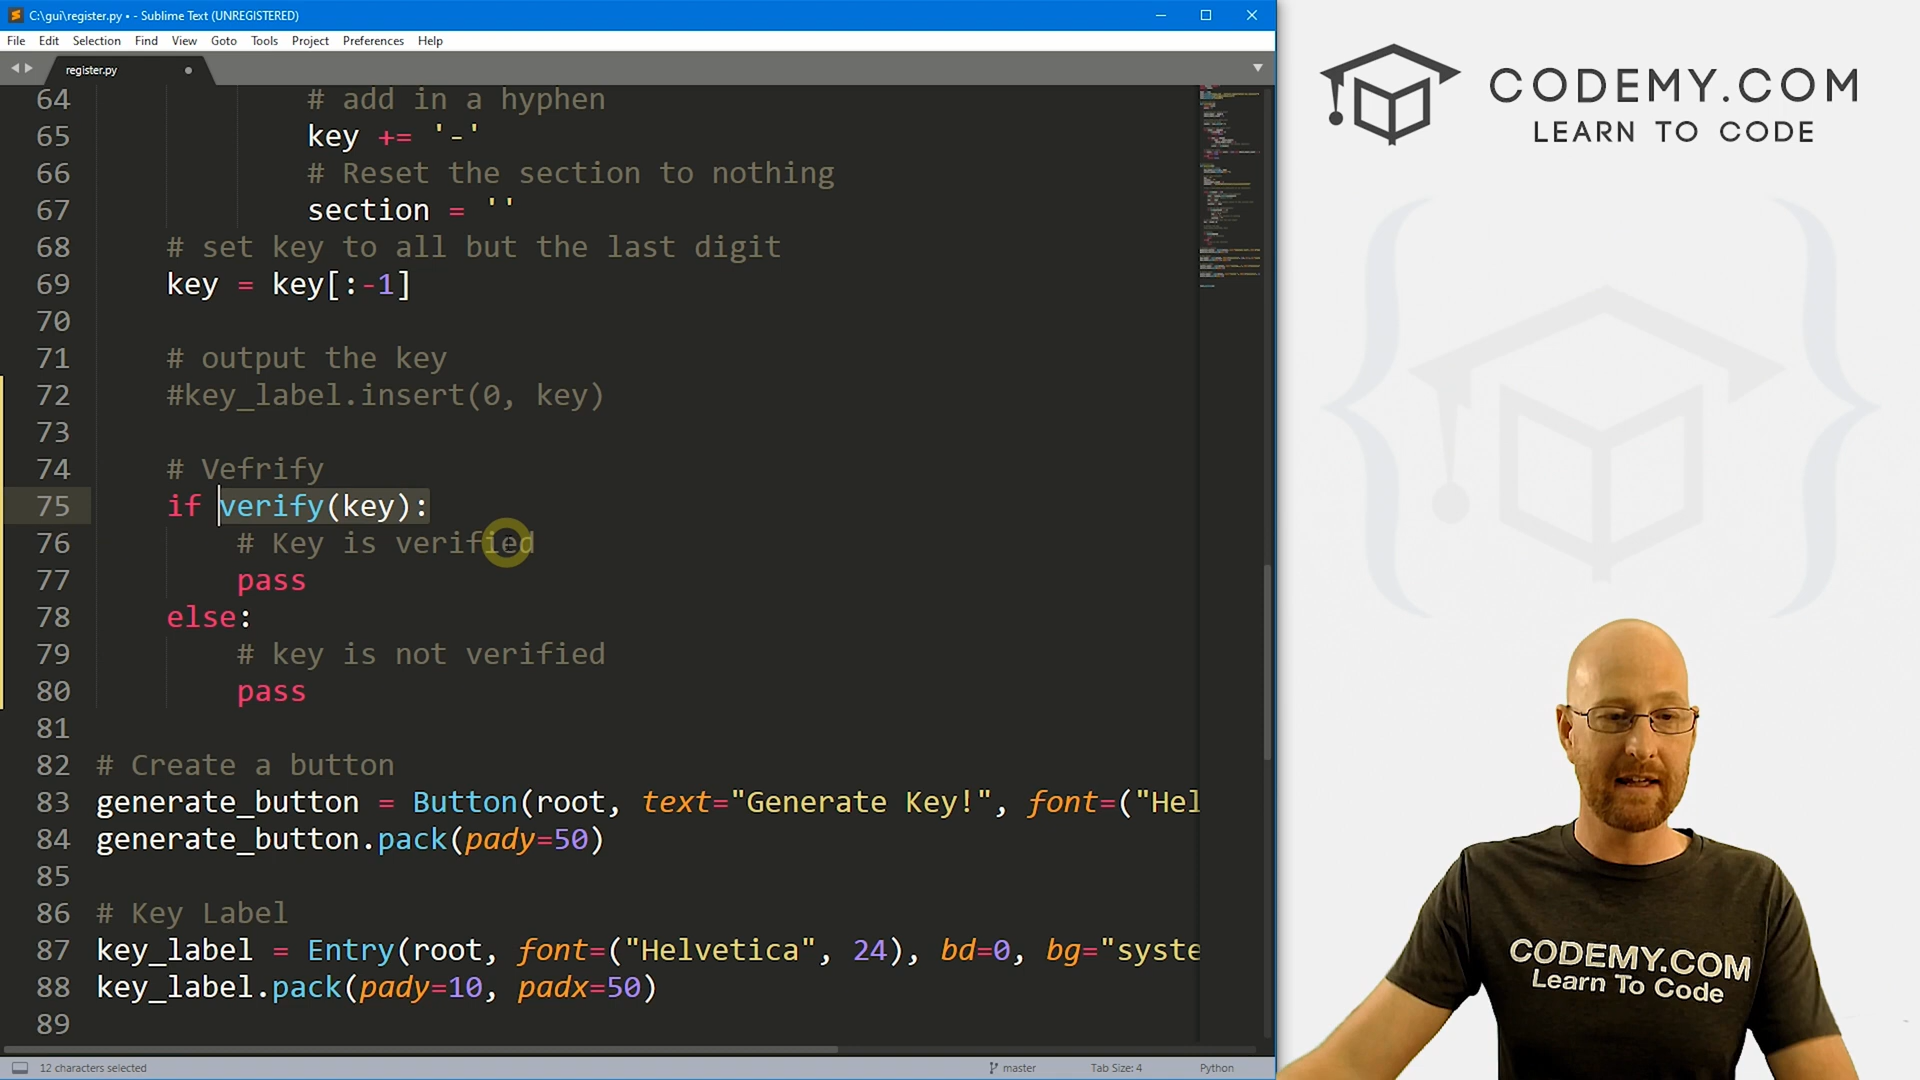 C:\gui\register.py • - Sublime Text (UNREGISTERED)
File Edit Selection Find View Goto Tools Project Preferences Help
register.py
64 # add in a hyphen
65 key += '-'
66 # Reset the section to nothing
67 section = ''
68 # set key to all but the last digit
69 key = key[:-1]
70
71 # output the key
72 #key_label.insert(0, key)
73
74 # Vefrify
75 if verify(key):
76 # Key is verified
77 pass
78 else:
79 # key is not verified
80 pass
81
82 # Create a button
83 generate_button = Button(root, text="Generate Key!", font=("Hel
84 generate_button.pack(pady=50)
85
86 # Key Label
87 key_label = Entry(root, font=("Helvetica", 24), bd=0, bg="syste
88 key_label.pack(pady=10, padx=50)
89
12 characters selected master Tab Size: 4 Python
CODEMY.COM
LEARN TO CODE
CODEMY.COM
Learn To Code